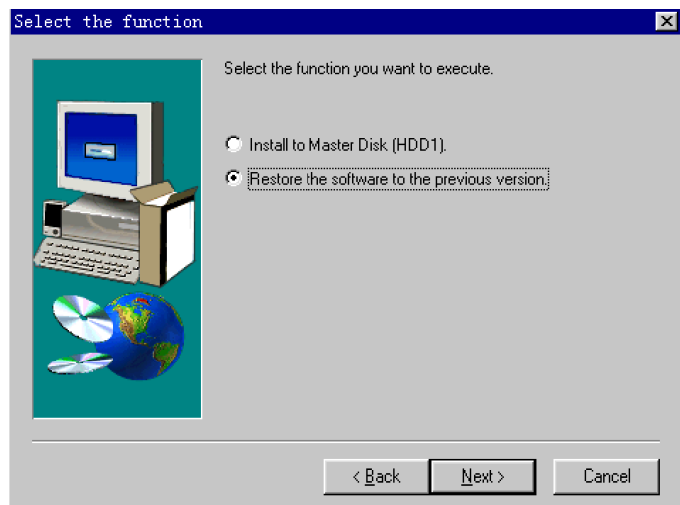 Select the function
Select the function you want to execute.
Install to Master Disk (HDD1).
Restore the software to the previous version.
< Back
Next >
Cancel